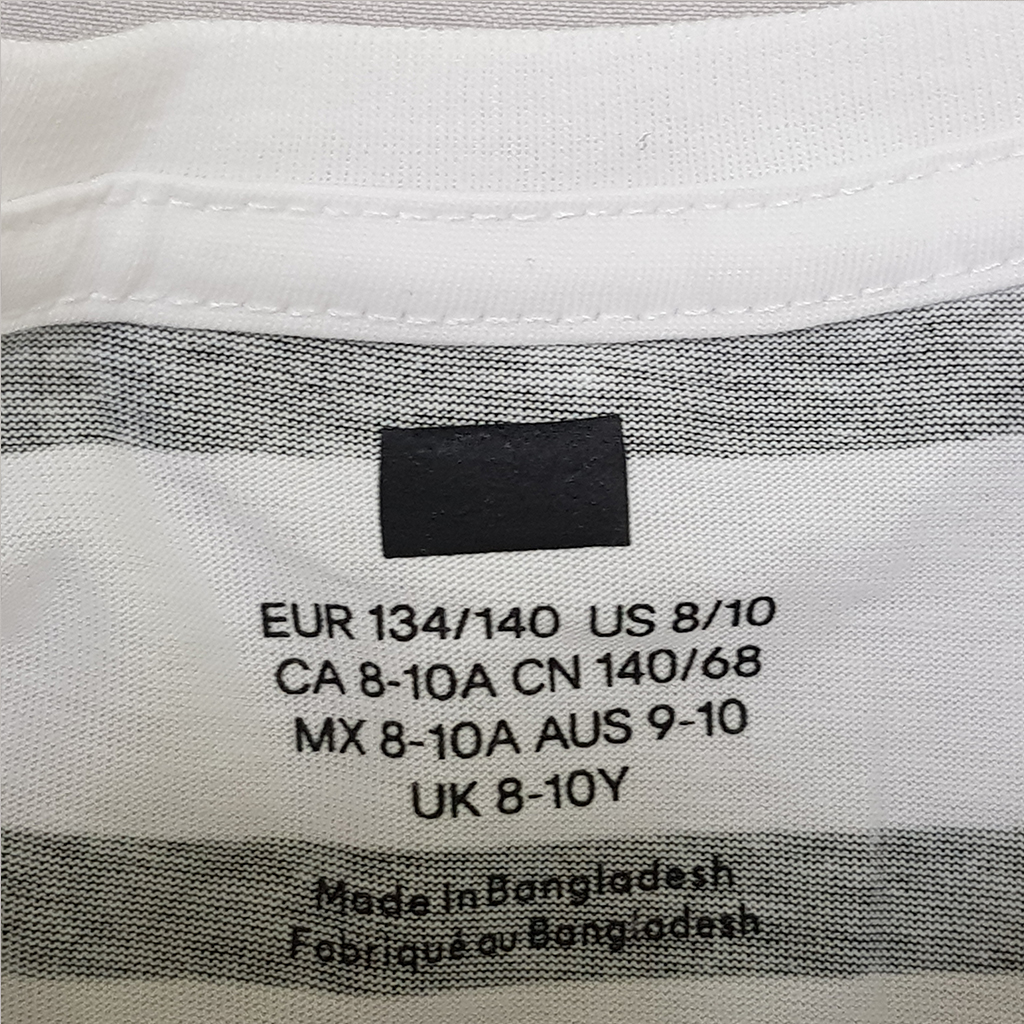 EUR 134/140 US 8/10
CA 8-10A CN 140/68
MX 8-10A AUS 9-10
UK 8-10Y
Made in Bangladesh
Fabriqué au Bangladesh